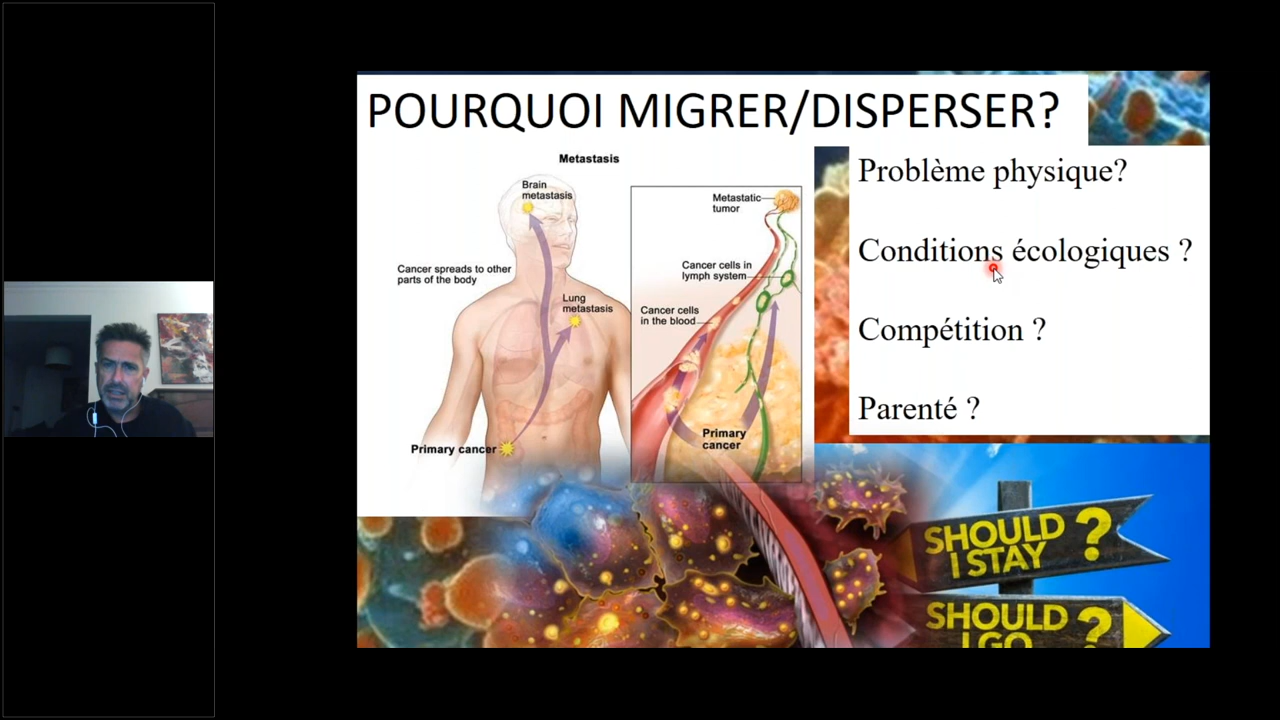 POURQUOI MIGRER/DISPERSER?
Metastasis
Brain
metastasis
Cancer spreads to other
parts of the body
Lung
metastasis
Primary cancer
Metastatic
tumor
Cancer cells in
lymph system
Cancer cells
in the blood
Primary
cancer
Problème physique?
Conditions écologiques ?
Compétition ?
Parenté ?
SHOULD
I STAY ?
SHOULD
I GO ?